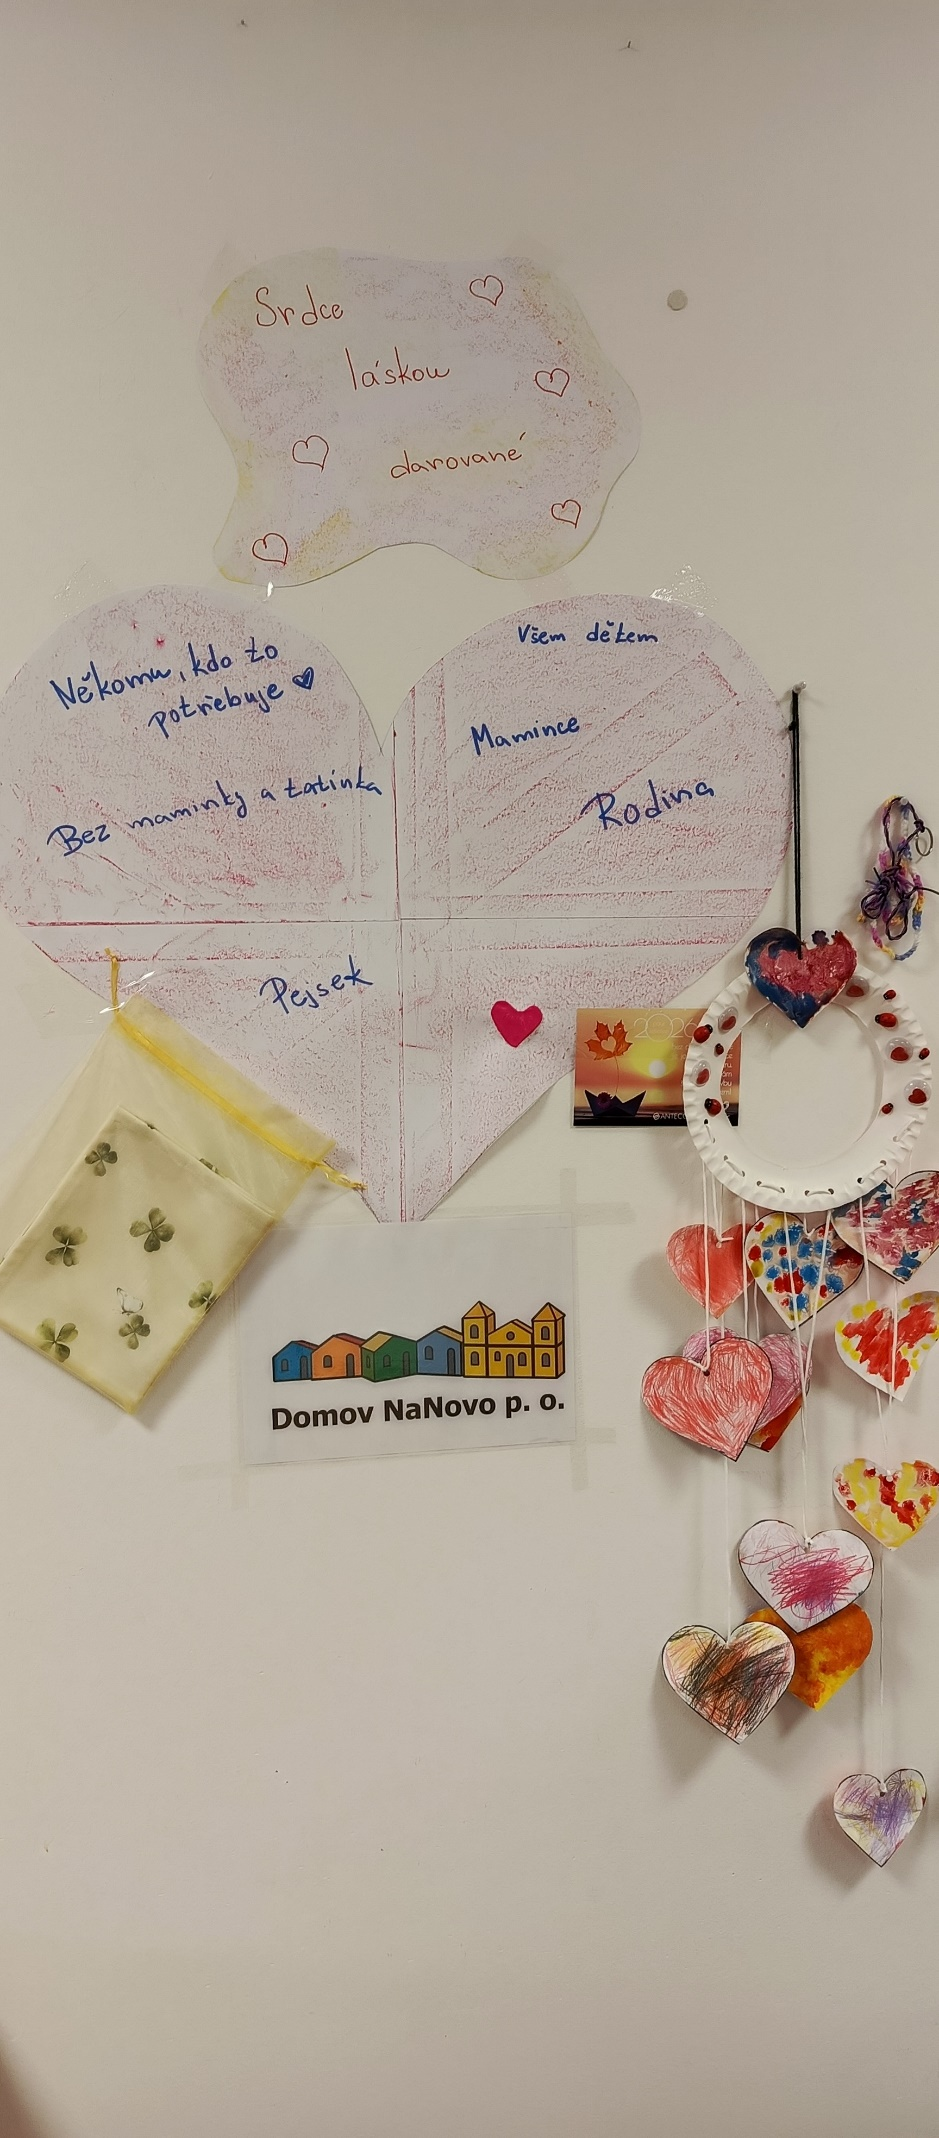 Srdce
láskou
darované
Někomu, kdo to
potřebuje
Bez maminky a tatínka
Všem dětem
Mamince
Rodina
Pejsek
Domov NaNovo p. o.